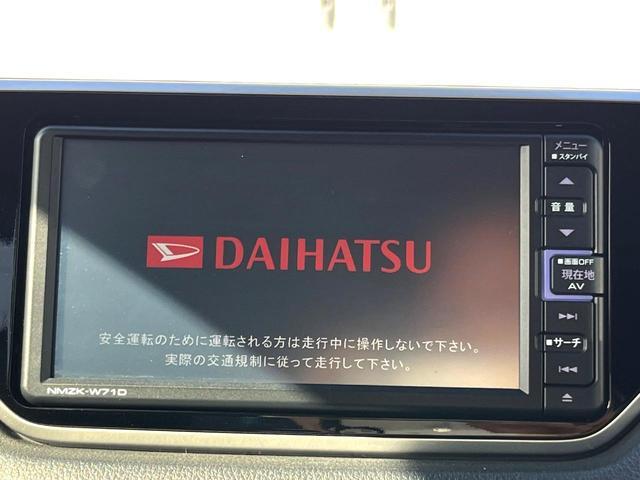 DAIHATSU
安全運転のために運転される方は走行中に操作しないで下さい。
実際の交通規制に従って走行して下さい。
NMZK-W71D
メニュー
■スタンバイ
音量
■画面OFF
現在地
AV
■サーチ